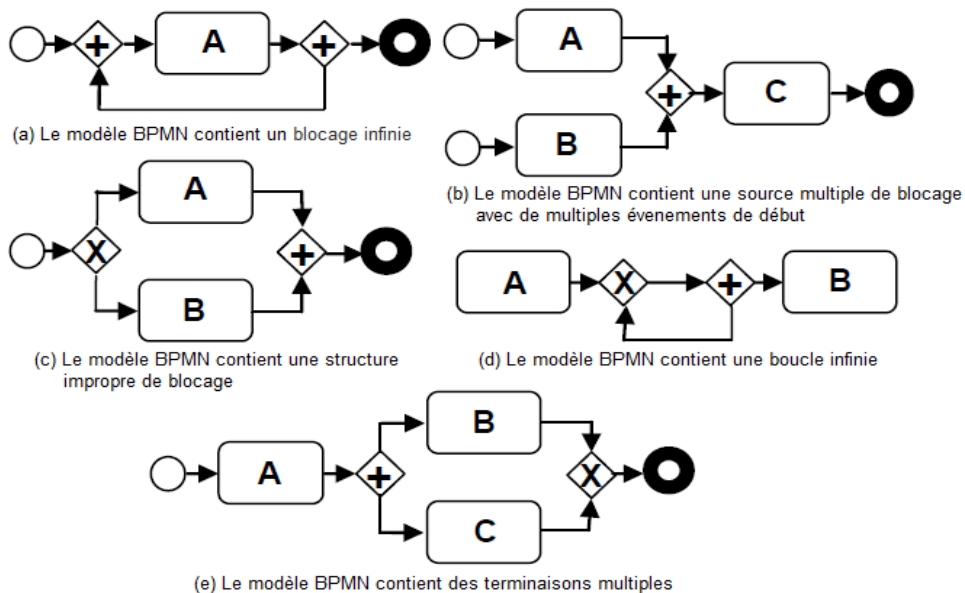 A
(a) Le modèle BPMN contient un blocage infinie
A
B
C
(b) Le modèle BPMN contient une source multiple de blocage
avec de multiples évenements de début
X
A
B
(c) Le modèle BPMN contient une structure
impropre de blocage
A
X
B
(d) Le modèle BPMN contient une boucle infinie
A
B
C
X
(e) Le modèle BPMN contient des terminaisons multiples